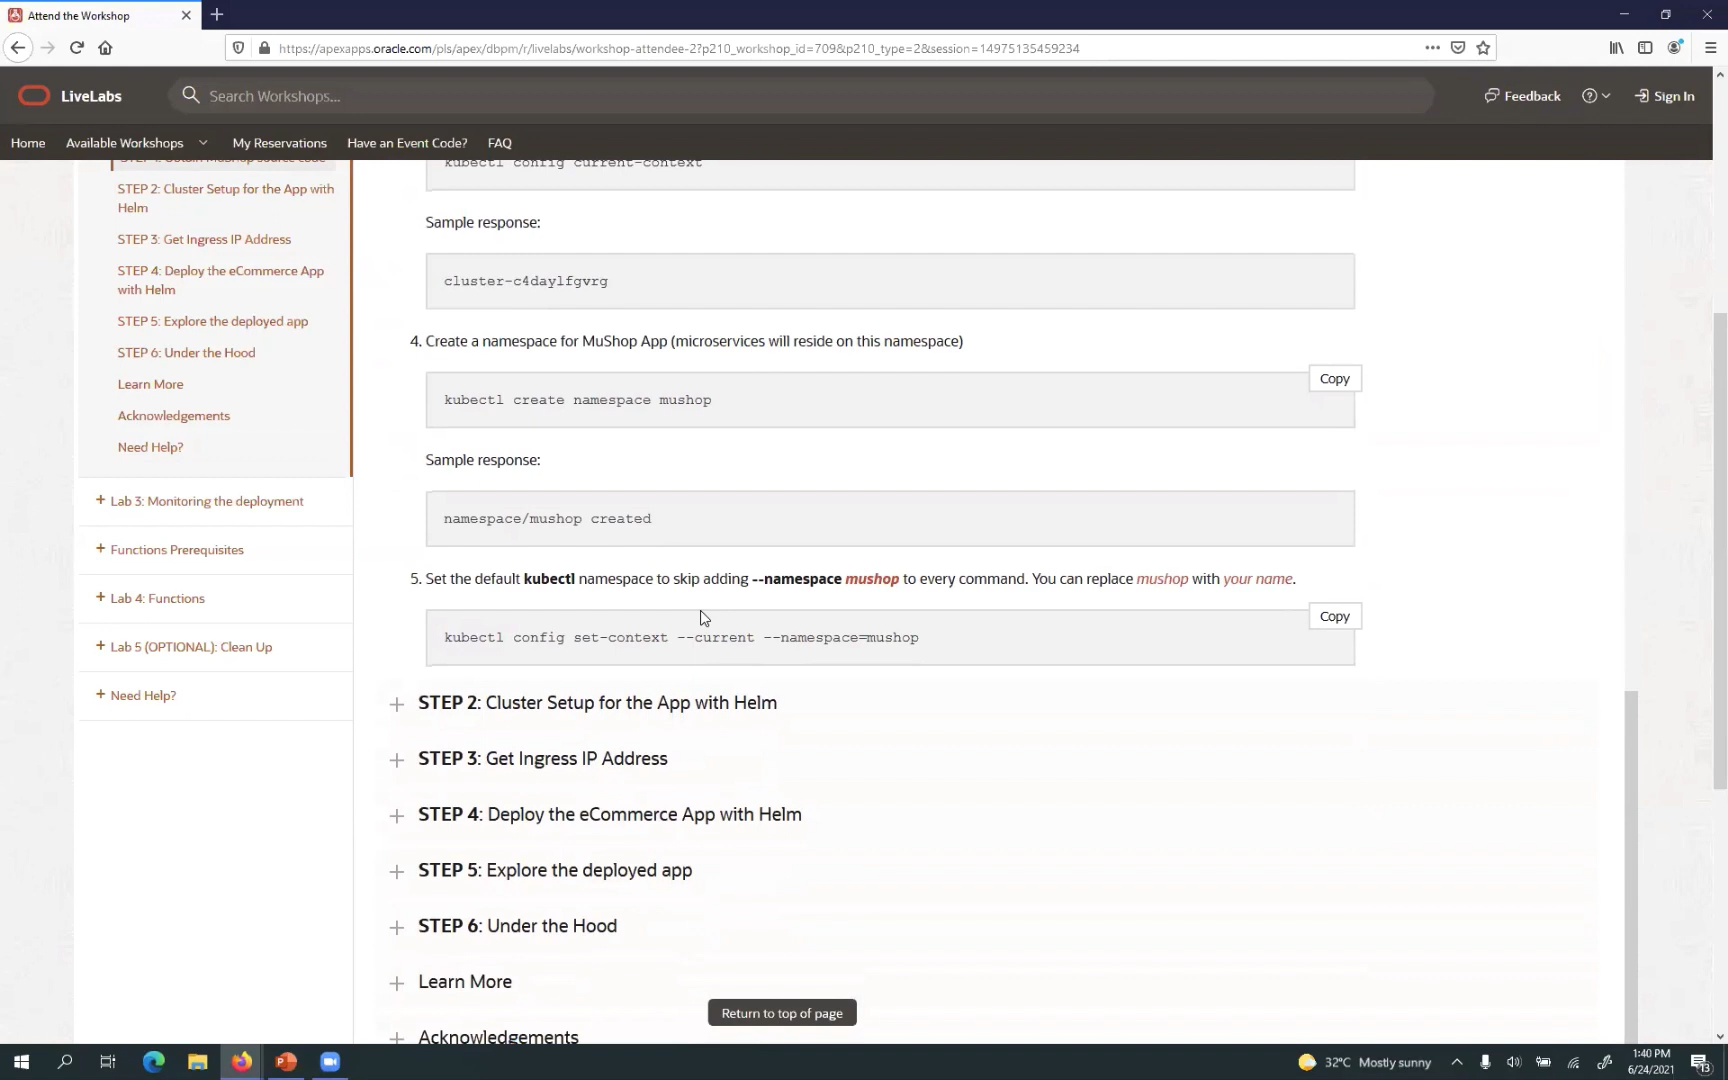 Attend the Workshop
https://apexapps.oracle.com/pls/apex/dbpm/r/livelabs/workshop-attendee-2?p210_workshop_id=709&p210_type=2&session=14975135459234
LiveLabs
Search Workshops...
Feedback
Sign In
Home
Available Workshops
My Reservations
Have an Event Code?
FAQ
STEP 1: Obtain MuShop source code
STEP 2: Cluster Setup for the App with
Helm
STEP 3: Get Ingress IP Address
STEP 4: Deploy the eCommerce App
with Helm
STEP 5: Explore the deployed app
STEP 6: Under the Hood
Learn More
Acknowledgements
Need Help?
+ Lab 3: Monitoring the deployment
+ Functions Prerequisites
+ Lab 4: Functions
+ Lab 5 (OPTIONAL): Clean Up
+ Need Help?
kubectl config current-context
Sample response:
cluster-c4daylfgvrg
4. Create a namespace for MuShop App (microservices will reside on this namespace)
Copy
kubectl create namespace mushop
Sample response:
namespace/mushop created
5. Set the default kubectl namespace to skip adding --namespace mushop to every command. You can replace mushop with your name.
Copy
kubectl config set-context --current --namespace=mushop
+ STEP 2: Cluster Setup for the App with Helm
+ STEP 3: Get Ingress IP Address
+ STEP 4: Deploy the eCommerce App with Helm
+ STEP 5: Explore the deployed app
+ STEP 6: Under the Hood
+ Learn More
Return to top of page
+ Acknowledgements
32°C Mostly sunny
1:40 PM
6/24/2021
13